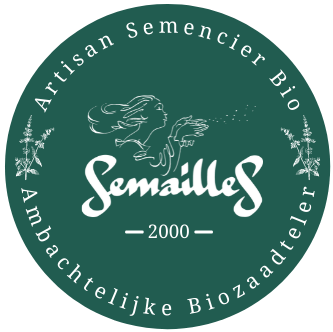 Artisan Semencier Bio
SemailleS
2000
Ambachtelijke Biozaadteler